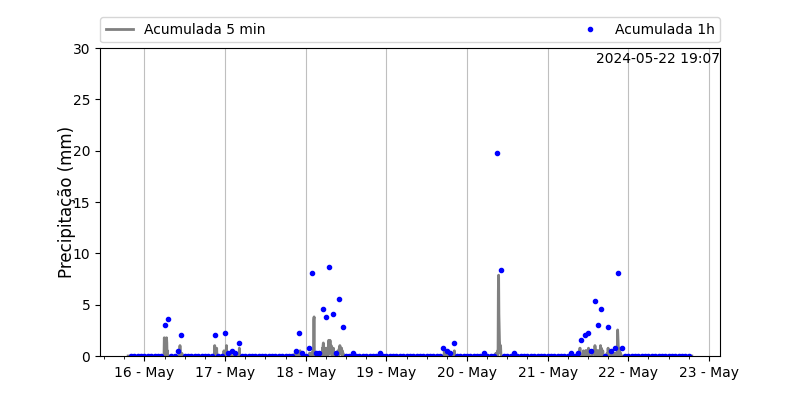 Acumulada 5 min
Acumulada 1h
2024-05-22 19:07
Precipitação (mm)
30
25
20
15
10
5
0
16 - May
17 - May
18 - May
19 - May
20 - May
21 - May
22 - May
23 - May